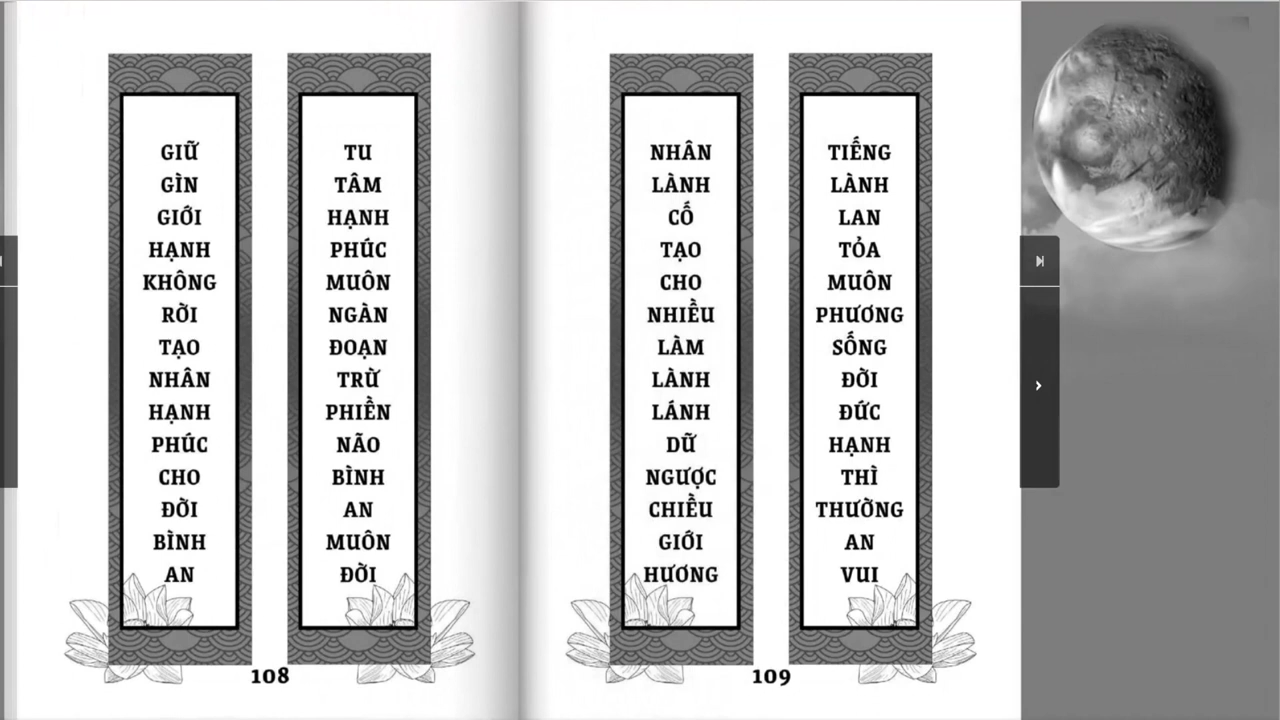 GIỮ
GÌN
GIỚI
HẠNH
KHÔNG
RỜI
TẠO
NHÂN
HẠNH
PHÚC
CHO
ĐỜI
BÌNH
AN
TU
TÂM
HẠNH
PHÚC
MUÔN
NGÀN
ĐOẠN
TRỪ
PHIỀN
NÃO
BÌNH
AN
MUÔN
ĐỜI
108
NHÂN
LÀNH
CỐ
TẠO
CHO
NHIỀU
LÀM
LÀNH
LÁNH
DỮ
NGƯỢC
CHIỀU
GIỚI
HƯƠNG
TIẾNG
LÀNH
LAN
TỎA
MUÔN
PHƯƠNG
SỐNG
ĐỜI
ĐỨC
HẠNH
THÌ
THƯỜNG
AN
VUI
109